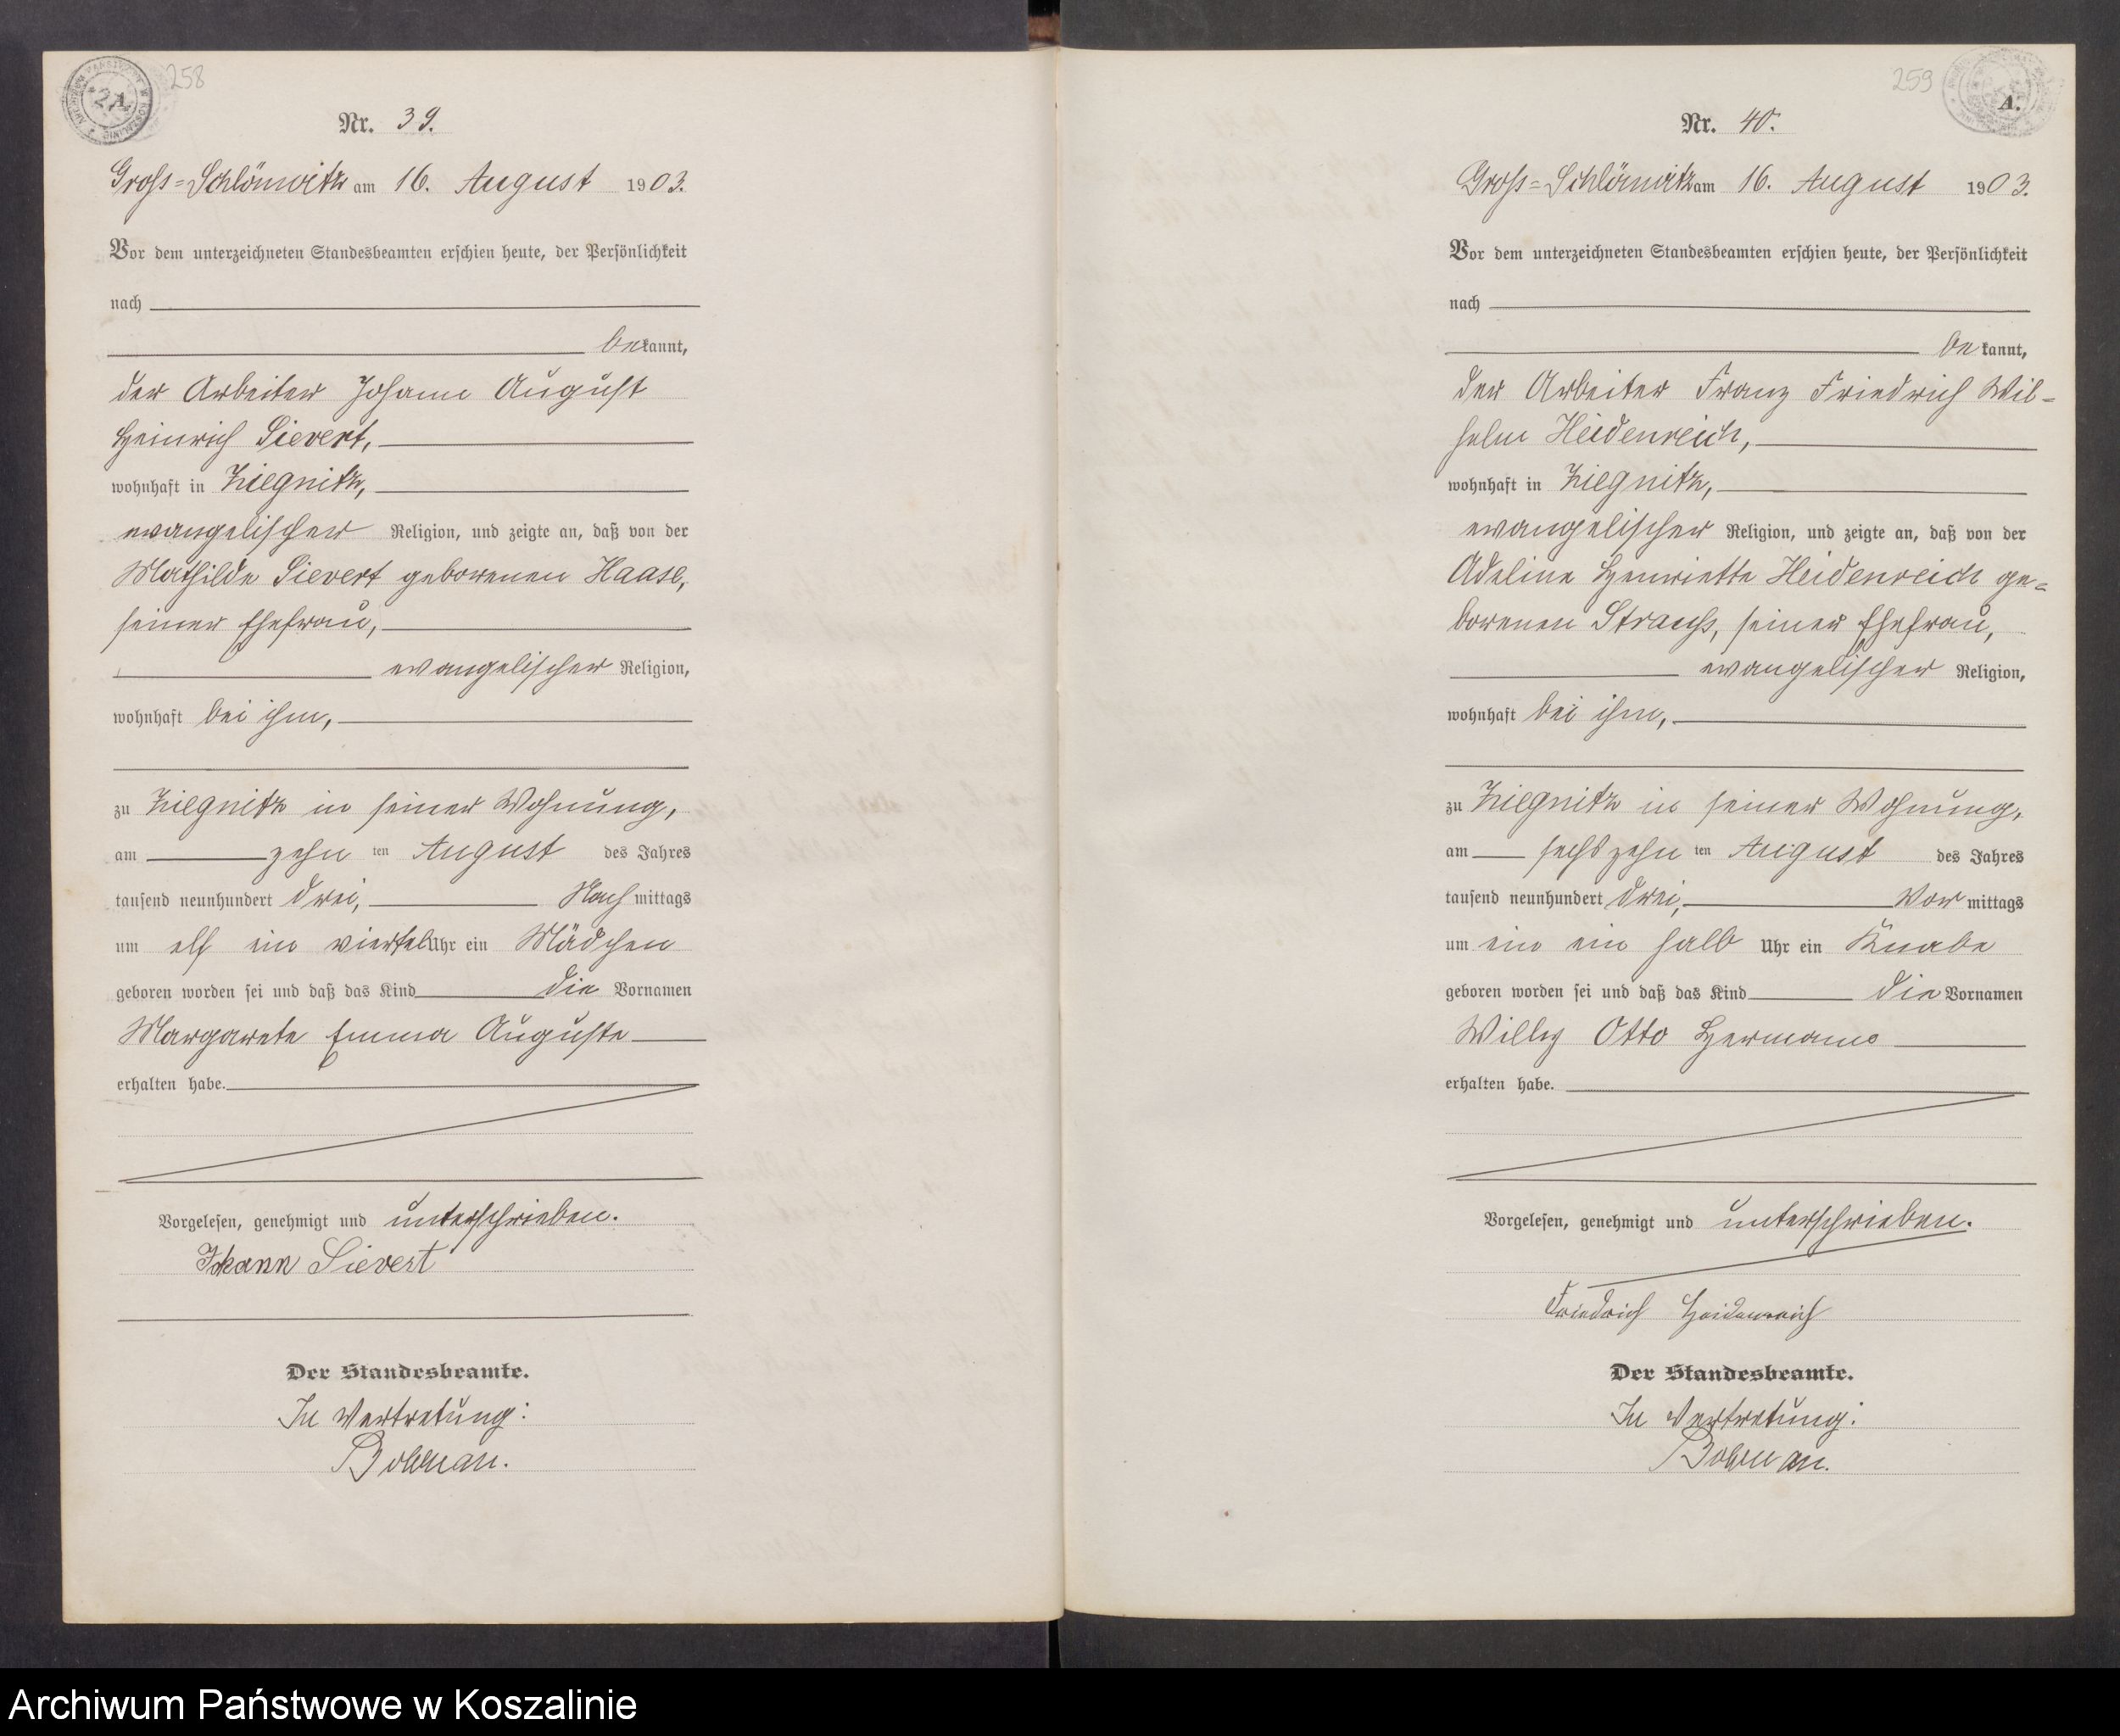 258
A.
Nr. 39.
Gross=Schlönwitz am 16. August 1903.
Vor dem unterzeichneten Standesbeamten erschien heute, der Persönlichkeit
nach
bekannt,
der Arbeiter Johann August
Heinrich Sievert,
wohnhaft in Ziegnitz,
evangelischer Religion, und zeigte an, daß von der
Mathilde Sievert geborenen Haase,
seiner Ehefrau,
evangelischer Religion,
wohnhaft bei ihm,
zu Ziegnitz in seiner Wohnung,
am zehn ten August des Jahres
tausend neunhundert drei, Nachmittags
um elf ein viertel Uhr ein Mädchen
geboren worden sei und daß das Kind die Vornamen
Margarete Emma Auguste
erhalten habe.
Vorgelesen, genehmigt und unterschrieben.
Johann Sievert
Der Standesbeamte.
In Vertretung:
259
A.
Nr. 40.
Gross=Schlönwitz am 16. August 1903.
Vor dem unterzeichneten Standesbeamten erschien heute, der Persönlichkeit
nach
bekannt,
der Arbeiter Franz Friedrich Wil=
helm Heidenreich,
wohnhaft in Ziegnitz,
evangelischer Religion, und zeigte an, daß von der
Adeline Henriette Heidenreich ge=
borenen Strauss, seiner Ehefrau,
evangelischer Religion,
wohnhaft bei ihm,
zu Ziegnitz in seiner Wohnung,
am sechszehn ten August des Jahres
tausend neunhundert drei, Vormittags
um ein ein halb Uhr ein Knabe
geboren worden sei und daß das Kind die Vornamen
Willy Otto Hermann
erhalten habe.
Vorgelesen, genehmigt und unterschrieben.
Friedrich Heidenreich
Der Standesbeamte.
In Vertretung:
Archiwum Państwowe w Koszalinie